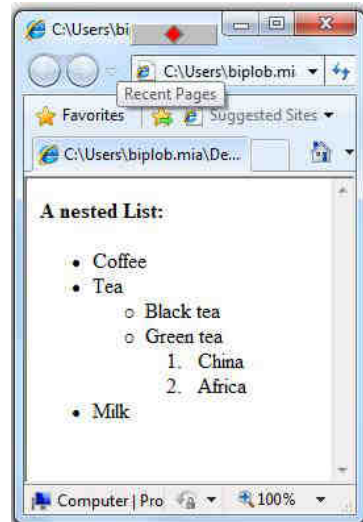 C:\Users\bi
C:\Users\biplob.mi
Recent Pages
Favorites
Suggested Sites
C:\Users\biplob.mia\De...
A nested List:
• Coffee
• Tea
○ Black tea
○ Green tea
1. China
2. Africa
• Milk
Computer | Pro
100%